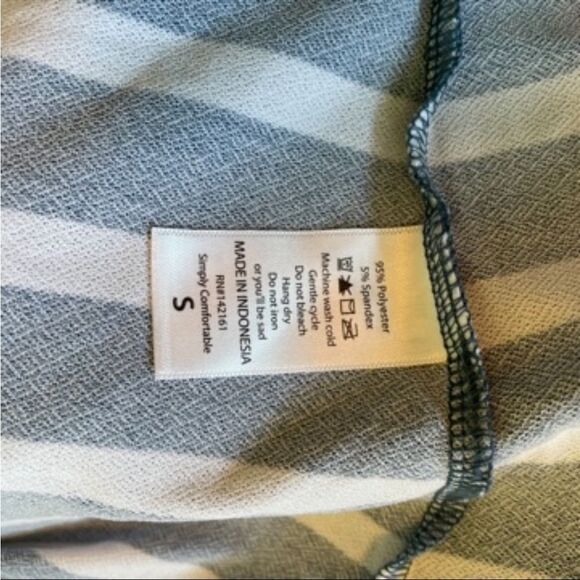 95% Polyester
5% Spandex
Machine wash cold
Gentle cycle
Do not bleach
Hang dry
Do not iron
or you'll be sad
MADE IN INDONESIA
RN#142161
Simply Comfortable
S